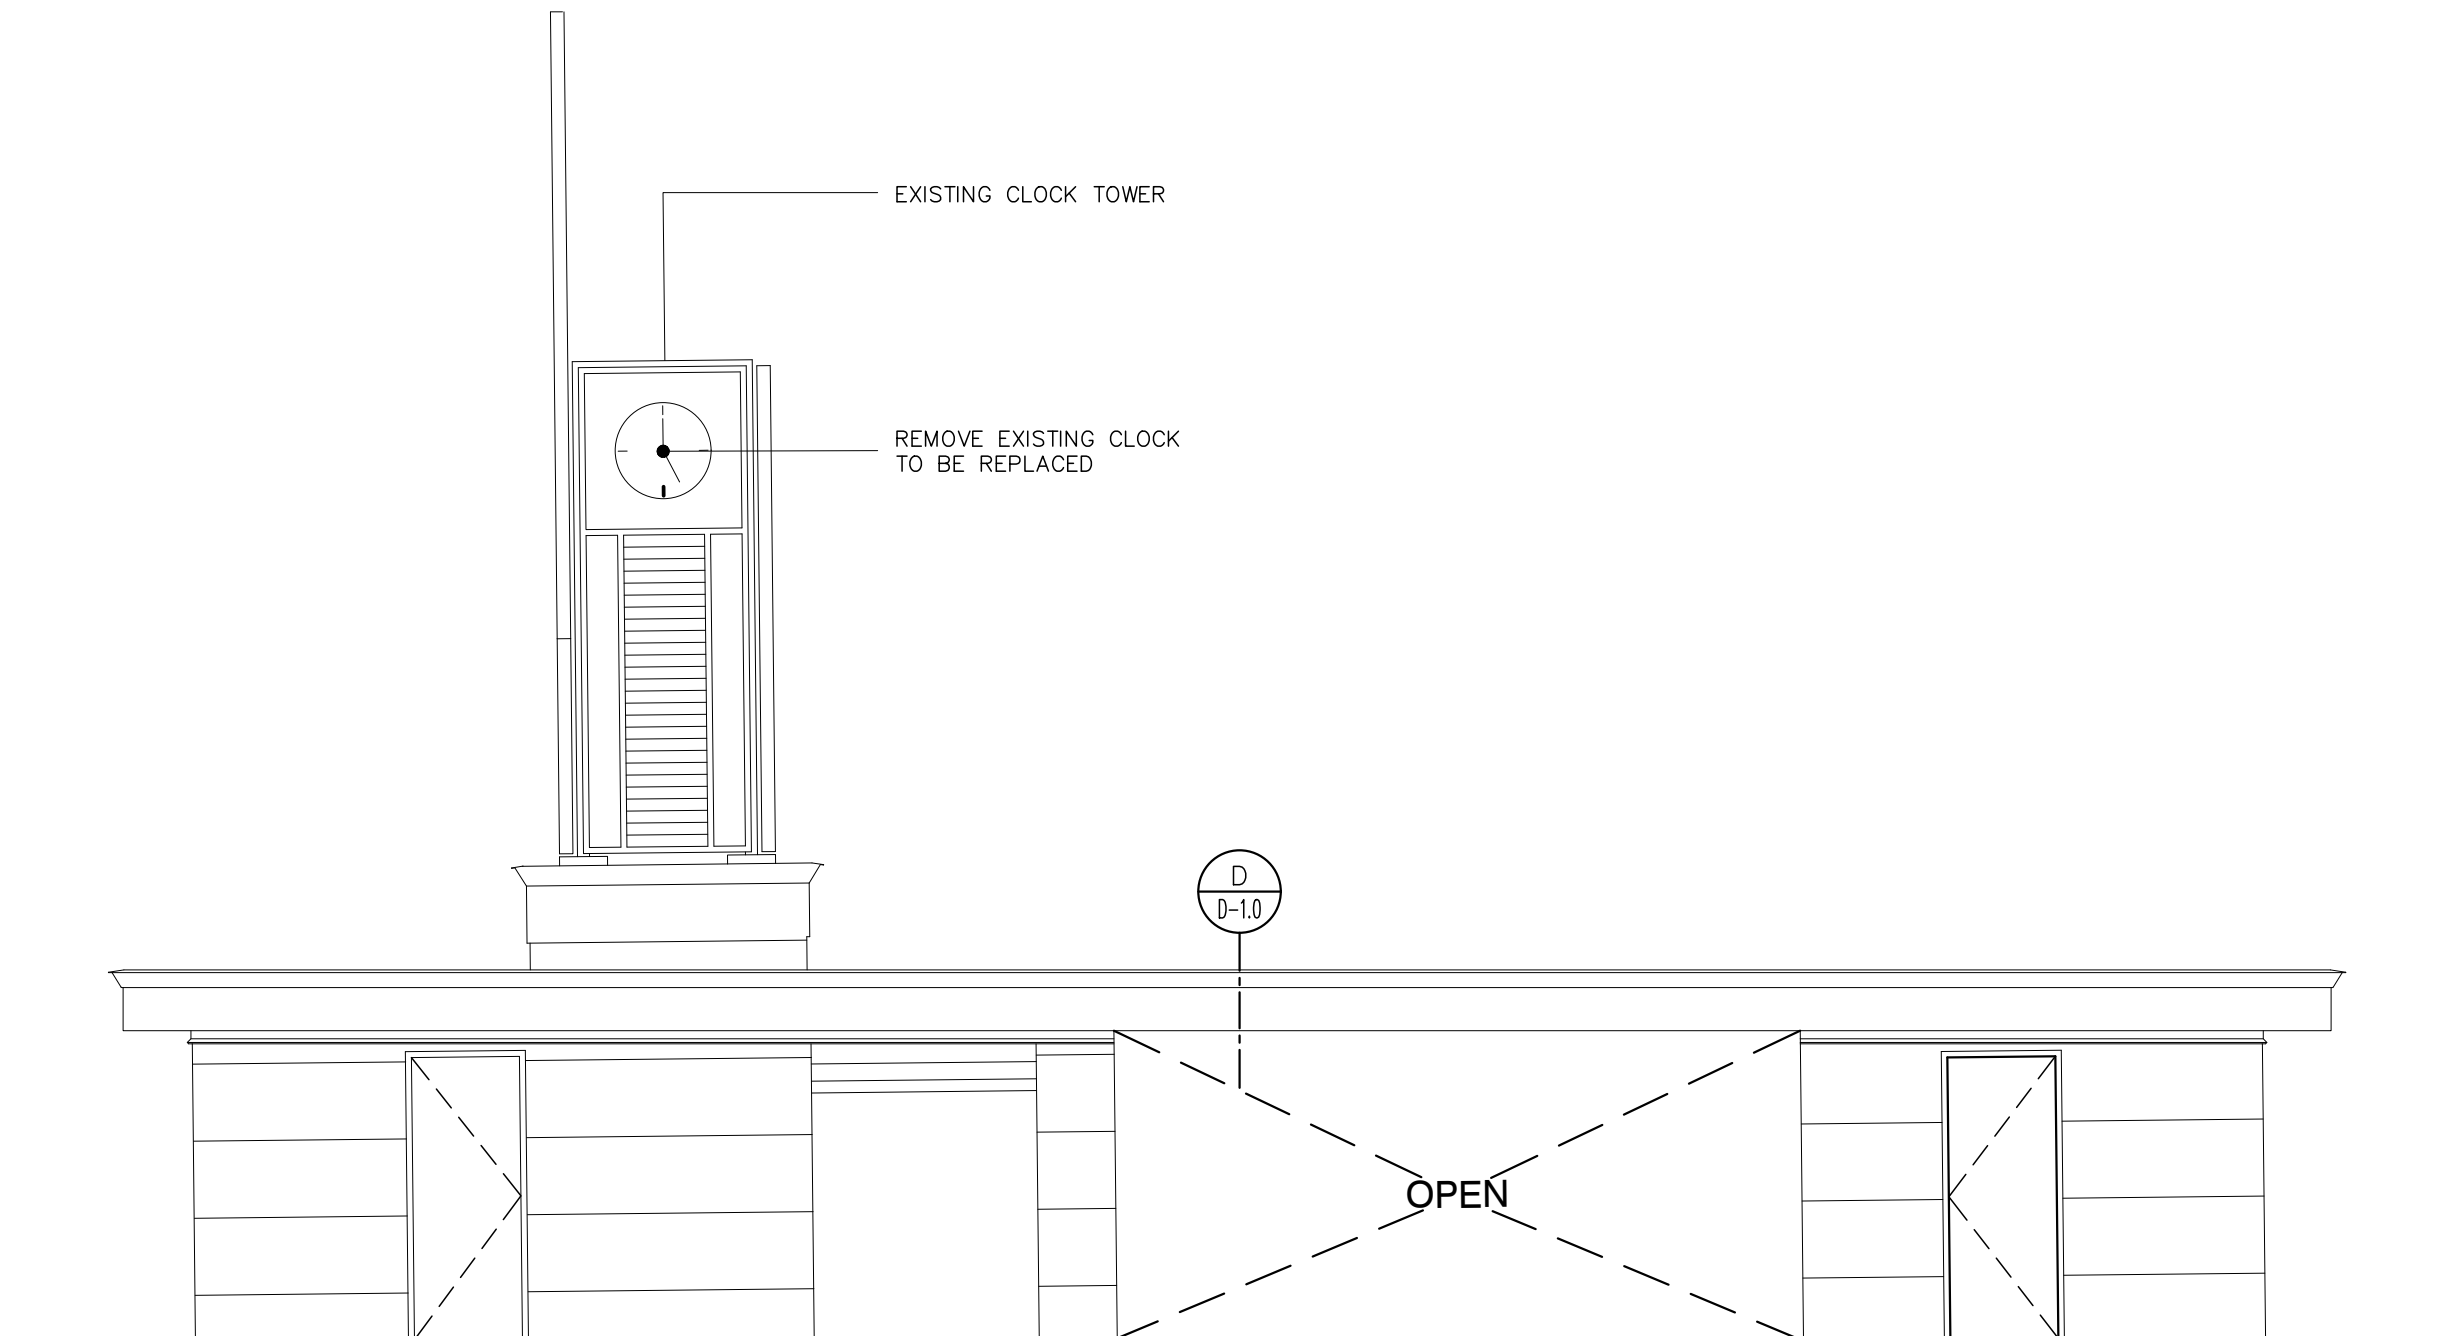 EXISTING CLOCK TOWER
REMOVE EXISTING CLOCK
TO BE REPLACED
D
D-1.0
OPEN